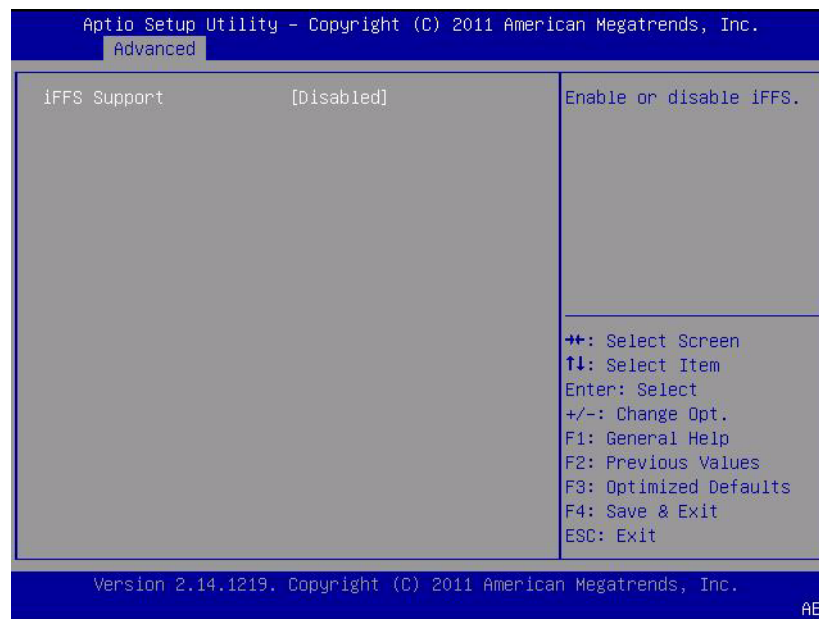 Aptio Setup Utility – Copyright (C) 2011 American Megatrends, Inc.
Advanced
iFFS Support [Disabled]
Enable or disable iFFS.
→←: Select Screen
↑↓: Select Item
Enter: Select
+/-: Change Opt.
F1: General Help
F2: Previous Values
F3: Optimized Defaults
F4: Save & Exit
ESC: Exit
Version 2.14.1219. Copyright (C) 2011 American Megatrends, Inc.